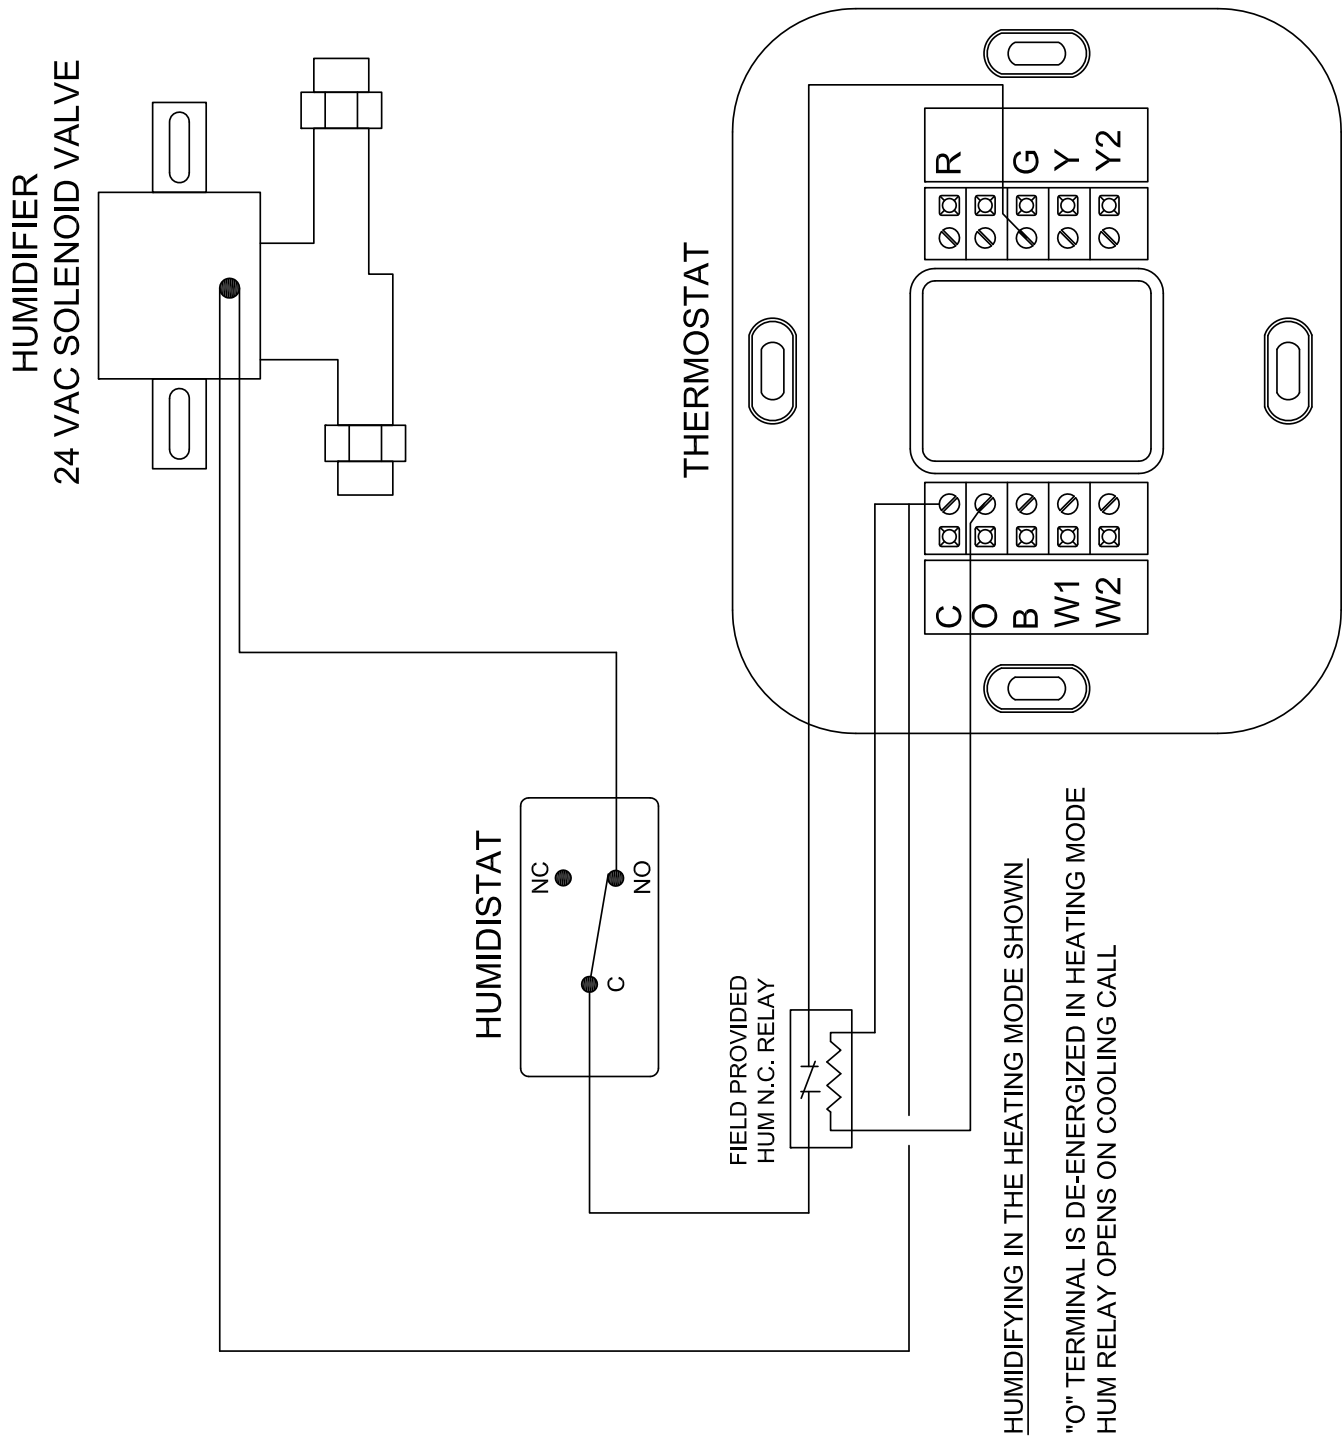 HUMIDIFIER
24 VAC SOLENOID VALVE
THERMOSTAT
R
G
Y
Y2
C
O
B
W1
W2
HUMIDISTAT
NC
NO
C
FIELD PROVIDED
HUM N.C. RELAY
HUMIDIFYING IN THE HEATING MODE SHOWN
"O" TERMINAL IS DE-ENERGIZED IN HEATING MODE
HUM RELAY OPENS ON COOLING CALL